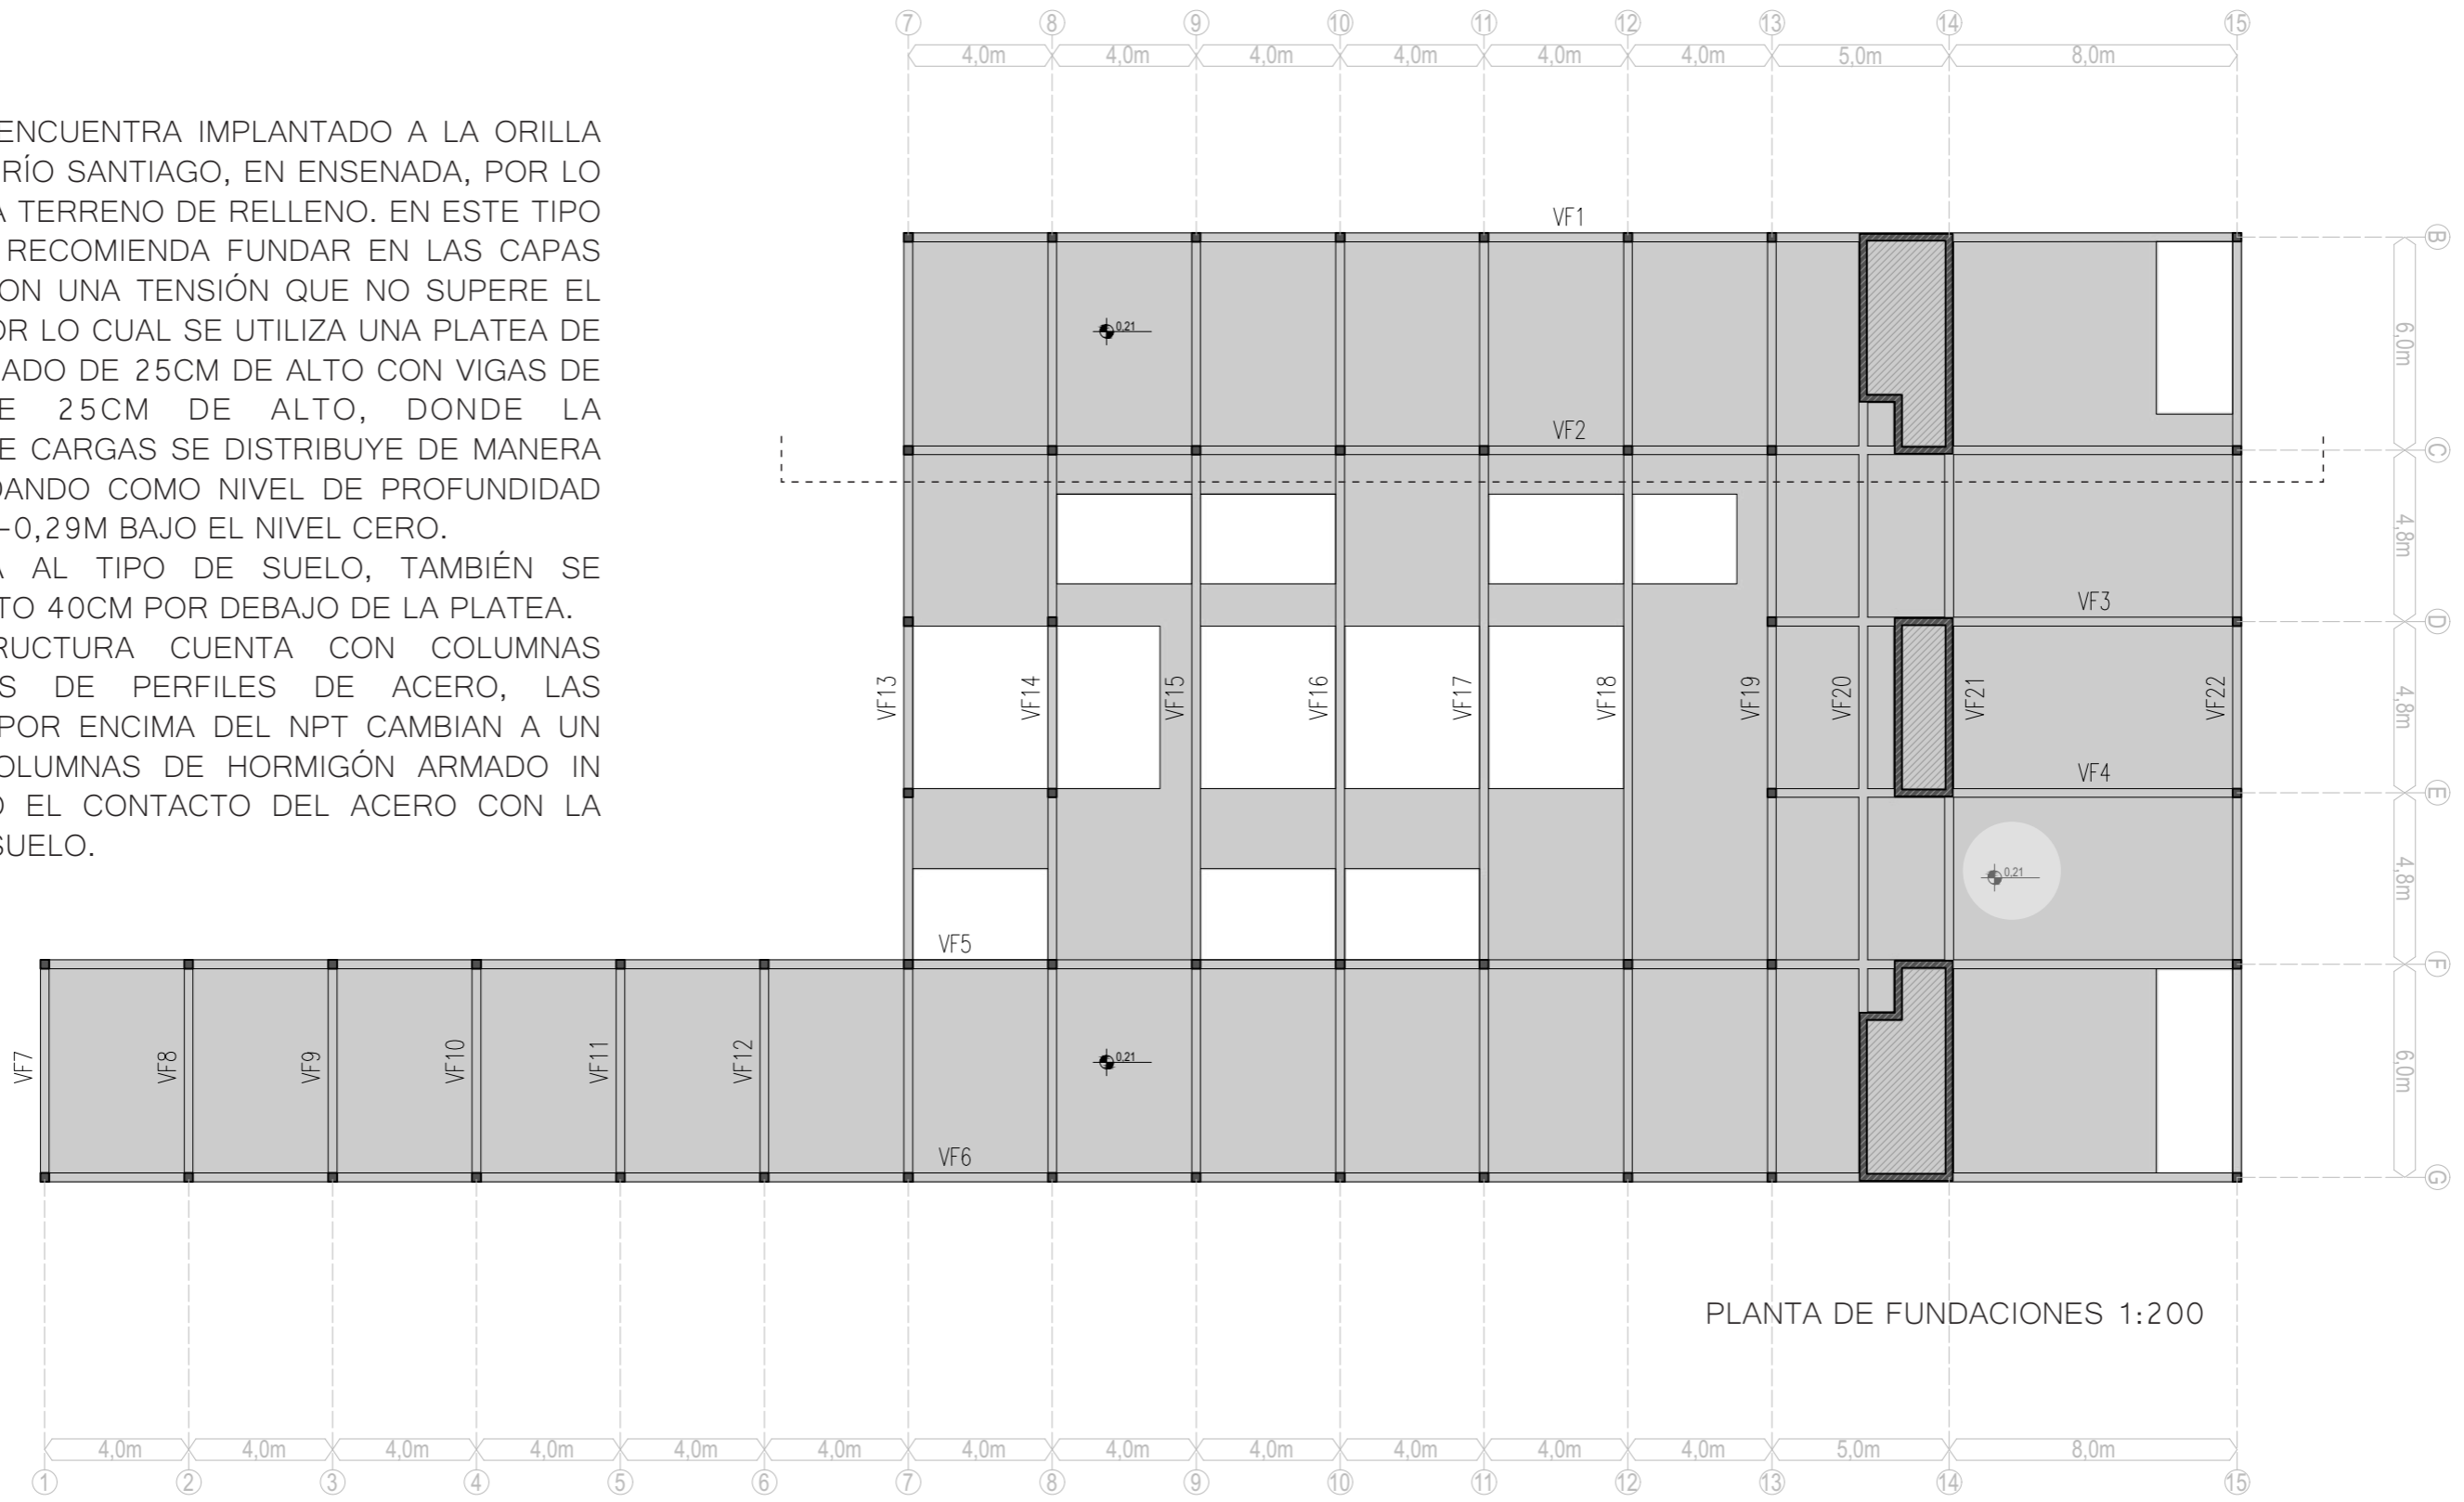 7 8 9 10 11 12 13 14 15
4,0m 4,0m 4,0m 4,0m 4,0m 4,0m 5,0m 8,0m
ENCUENTRA IMPLANTADO A LA ORILLA
RÍO SANTIAGO, EN ENSENADA, POR LO
A TERRENO DE RELLENO. EN ESTE TIPO
RECOMIENDA FUNDAR EN LAS CAPAS
ON UNA TENSIÓN QUE NO SUPERE EL
OR LO CUAL SE UTILIZA UNA PLATEA DE
ADO DE 25CM DE ALTO CON VIGAS DE
E 25CM DE ALTO, DONDE LA
E CARGAS SE DISTRIBUYE DE MANERA
DANDO COMO NIVEL DE PROFUNDIDAD
-0,29M BAJO EL NIVEL CERO.
A AL TIPO DE SUELO, TAMBIÉN SE
TO 40CM POR DEBAJO DE LA PLATEA.
RUCTURA CUENTA CON COLUMNAS
S DE PERFILES DE ACERO, LAS
POR ENCIMA DEL NPT CAMBIAN A UN
OLUMNAS DE HORMIGÓN ARMADO IN
O EL CONTACTO DEL ACERO CON LA
SUELO.
VF1
B
0,21
6,0m
VF2
C
4,8m
VF3
D
VF13 VF14 VF15 VF16 VF17 VF18 VF19 VF20 VF21 VF22
4,8m
VF4
E
0,21
4,8m
VF5
F
VF7 VF8 VF9 VF10 VF11 VF12
0,21
6,0m
VF6
G
PLANTA DE FUNDACIONES 1:200
4,0m 4,0m 4,0m 4,0m 4,0m 4,0m 4,0m 4,0m 4,0m 4,0m 4,0m 4,0m 5,0m 8,0m
1 2 3 4 5 6 7 8 9 10 11 12 13 14 15